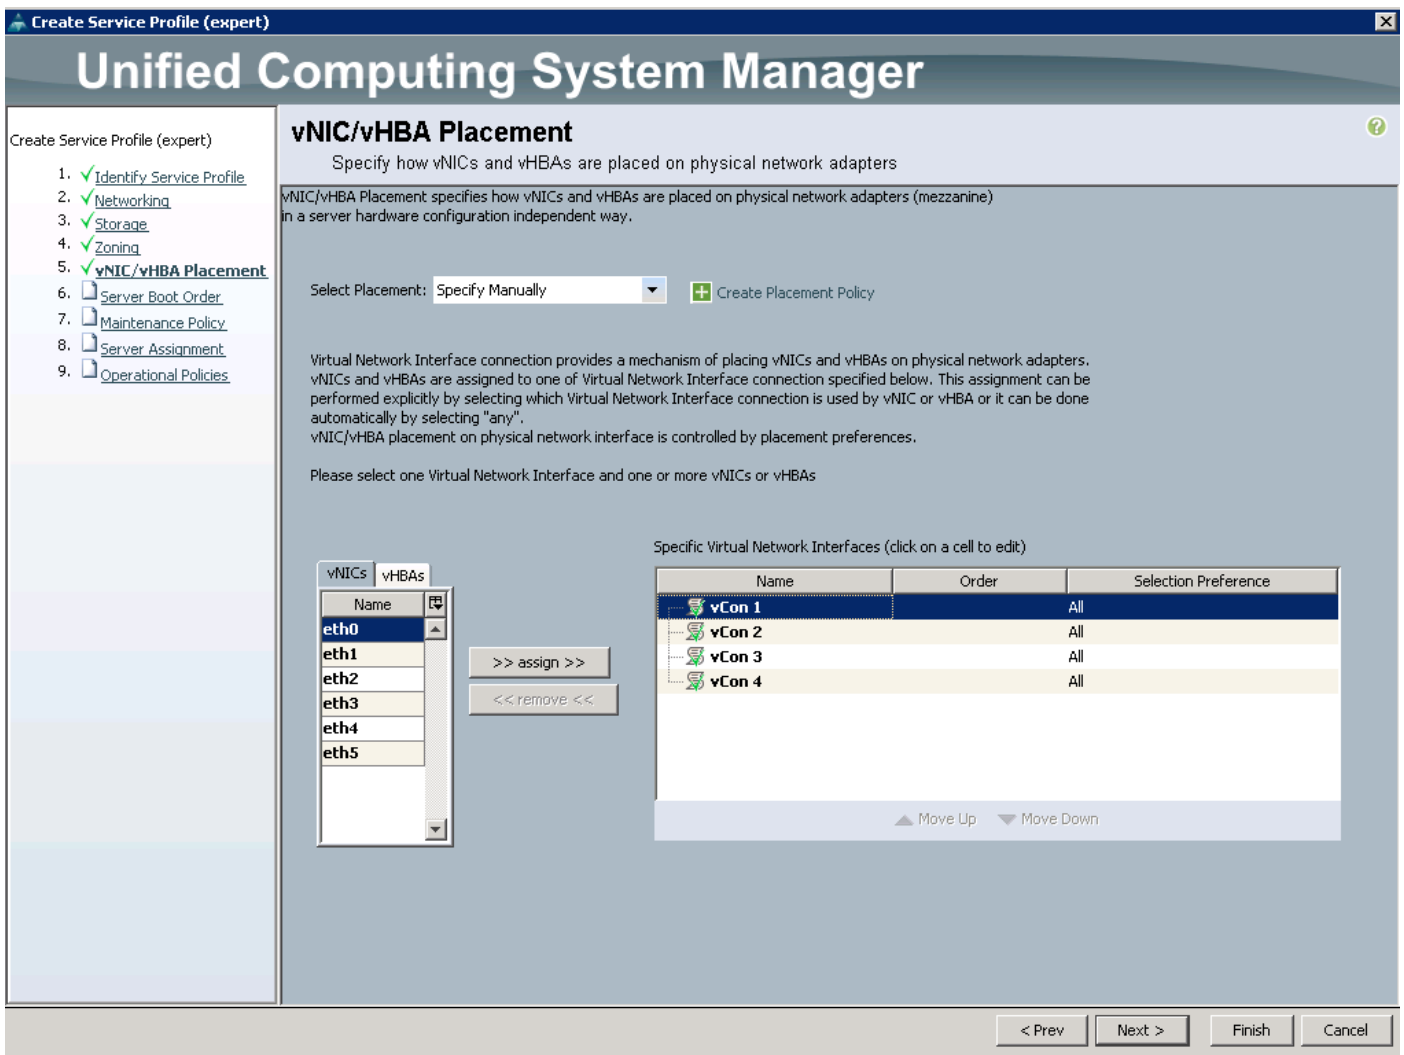 Create Service Profile (expert)
Unified Computing System Manager
Create Service Profile (expert)
1. Identify Service Profile
2. Networking
3. Storage
4. Zoning
5. vNIC/vHBA Placement
6. Server Boot Order
7. Maintenance Policy
8. Server Assignment
9. Operational Policies
vNIC/vHBA Placement
Specify how vNICs and vHBAs are placed on physical network adapters
vNIC/vHBA Placement specifies how vNICs and vHBAs are placed on physical network adapters (mezzanine)
in a server hardware configuration independent way.
Select Placement: Specify Manually
Create Placement Policy
Virtual Network Interface connection provides a mechanism of placing vNICs and vHBAs on physical network adapters.
vNICs and vHBAs are assigned to one of Virtual Network Interface connection specified below. This assignment can be
performed explicitly by selecting which Virtual Network Interface connection is used by vNIC or vHBA or it can be done
automatically by selecting "any".
vNIC/vHBA placement on physical network interface is controlled by placement preferences.
Please select one Virtual Network Interface and one or more vNICs or vHBAs
vNICs vHBAs
Name
eth0
eth1
eth2
eth3
eth4
eth5
>> assign >>
<< remove <<
Specific Virtual Network Interfaces (click on a cell to edit)
Name Order Selection Preference
vCon 1 All
vCon 2 All
vCon 3 All
vCon 4 All
Move Up Move Down
< Prev Next > Finish Cancel